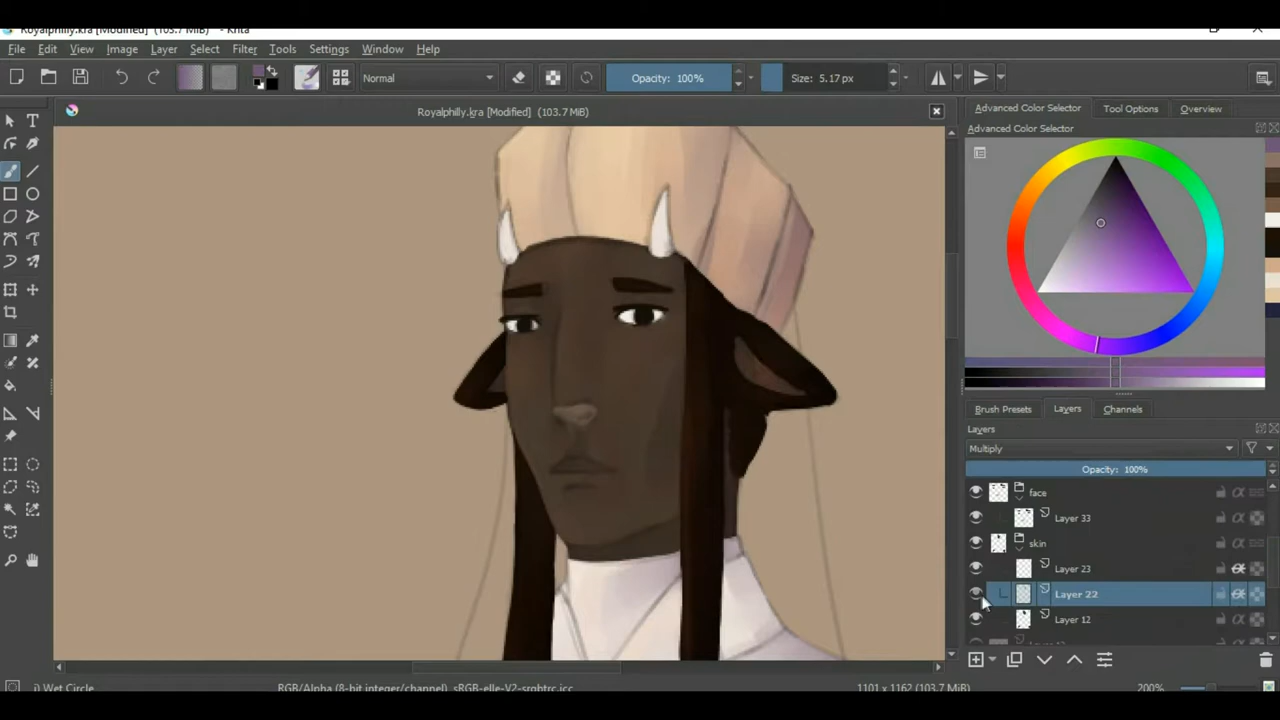 Royalphilly.kra [Modified] (103.7 MiB) - Krita
File Edit View Image Layer Select Filter Tools Settings Window Help
Normal Opacity: 100% Size: 5.17 px
Royalphilly.kra [Modified] (103.7 MiB)
Advanced Color Selector Tool Options Overview
Advanced Color Selector
Brush Presets Layers Channels
Layers
Multiply
Opacity: 100%
face
Layer 33
skin
Layer 23
Layer 22
Layer 12
i) Wet Circle RGB/Alpha (8-bit integer/channel) sRGB-elle-V2-srgbtrc.icc 1101 x 1162 (103.7 MiB) 200%